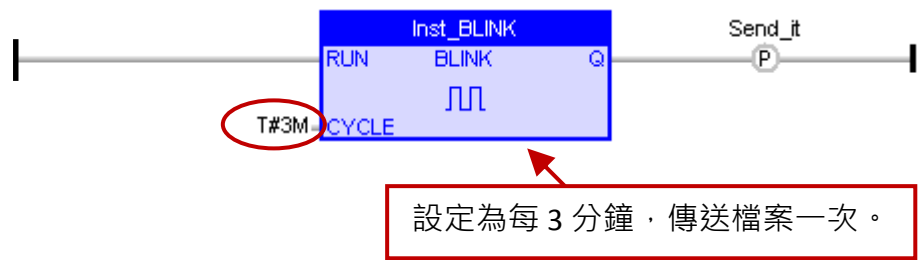 Inst_BLINK
Send_it
RUN
BLINK
Q
P
T#3M
CYCLE
設定為每 3 分鐘，傳送檔案一次。